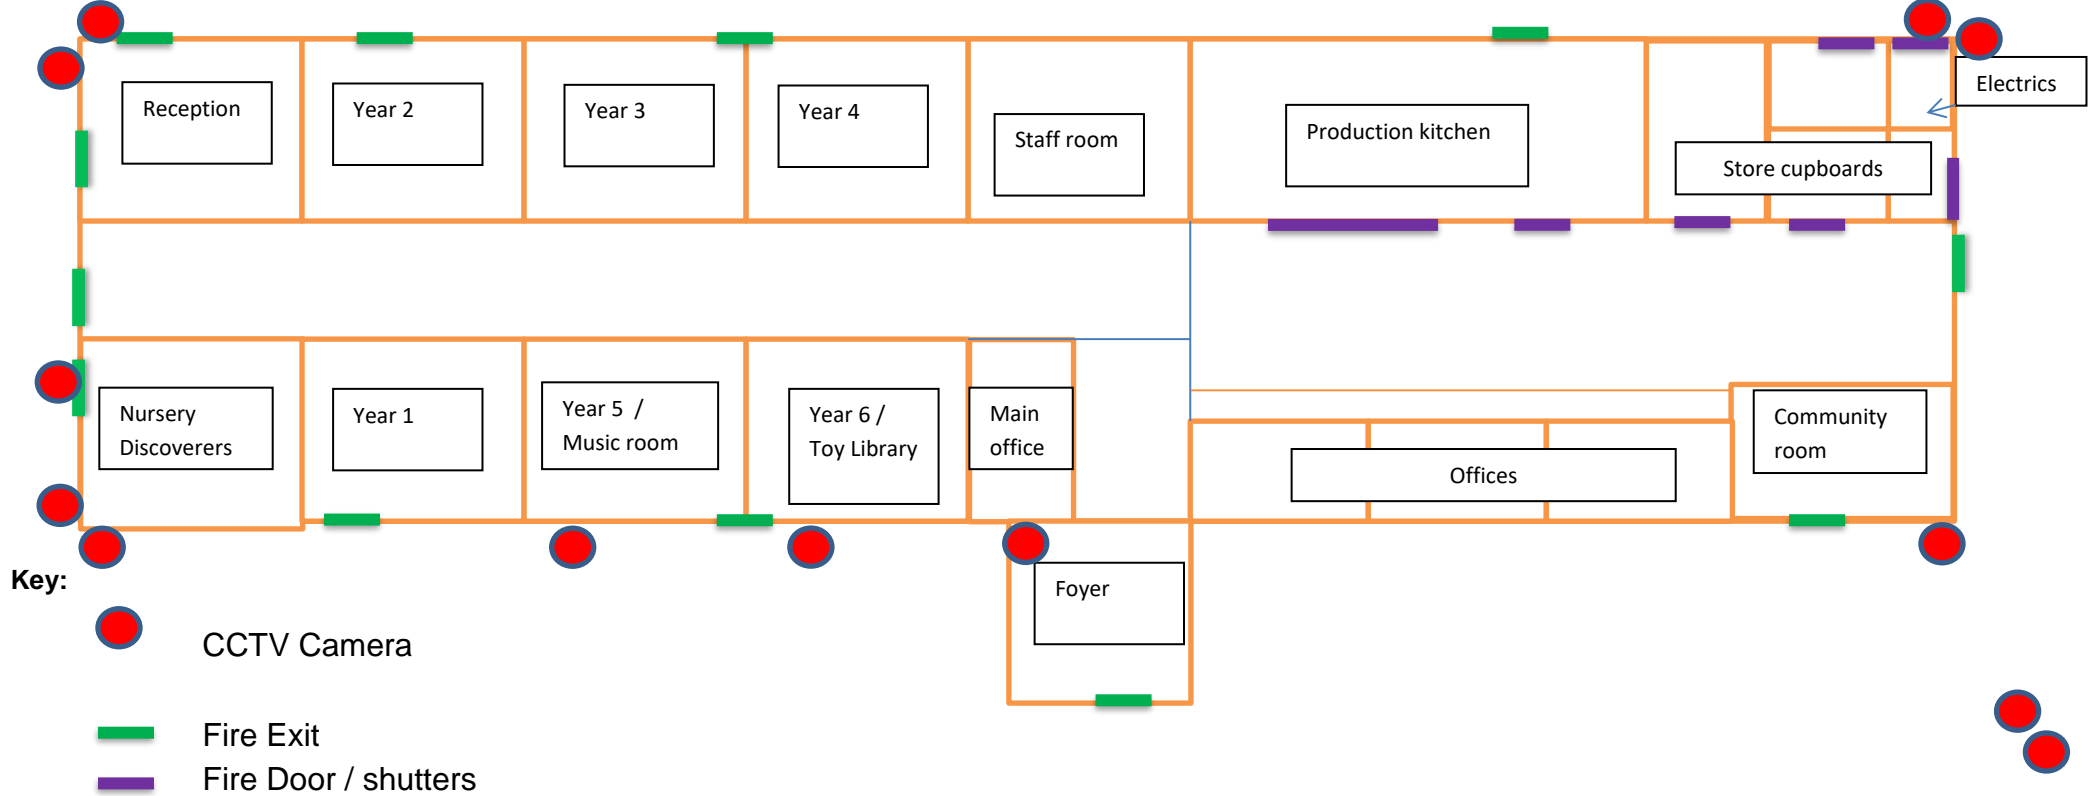 Electrics
Reception
Year 2
Year 3
Year 4
Staff room
Production kitchen
Store cupboards
Nursery
Discoverers
Year 1
Year 5 /
Music room
Year 6 /
Toy Library
Main
office
Offices
Community
room
Foyer
Key:
CCTV Camera
Fire Exit
Fire Door / shutters